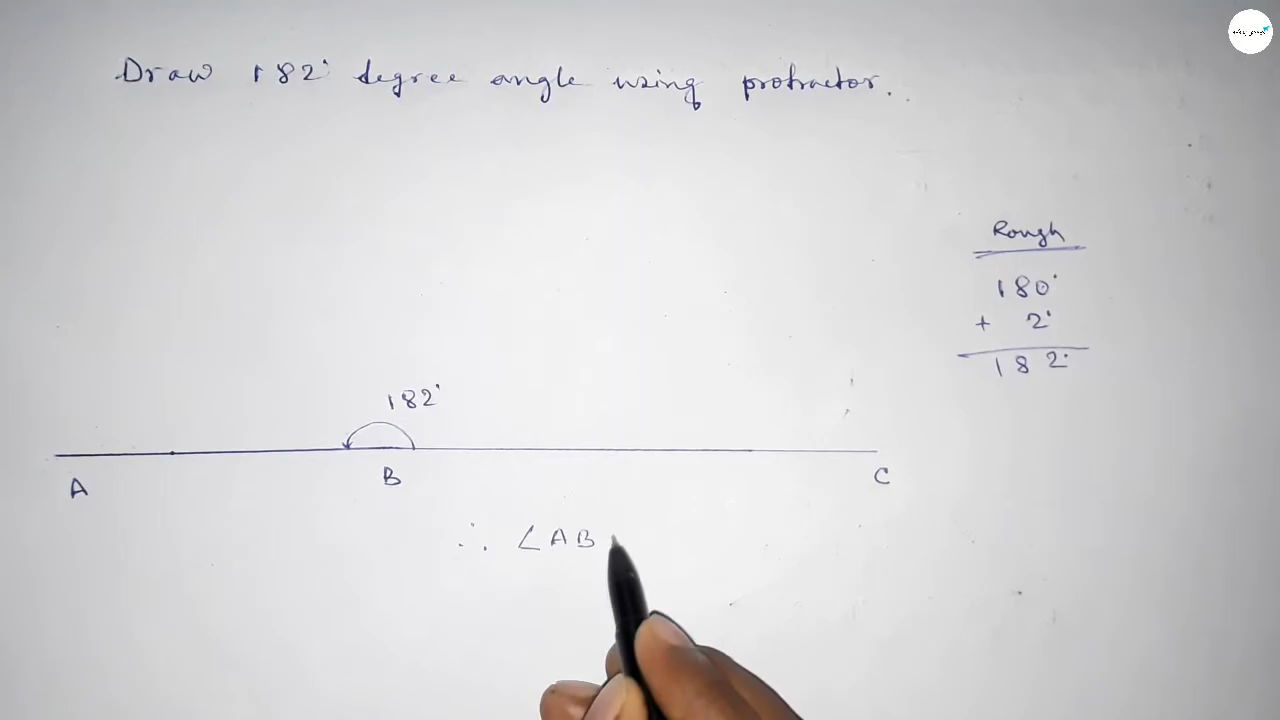 Draw 182° degree angle using protractor.
Rough
180°
+ 2°
182°
182°
A B C
∴ ∠AB